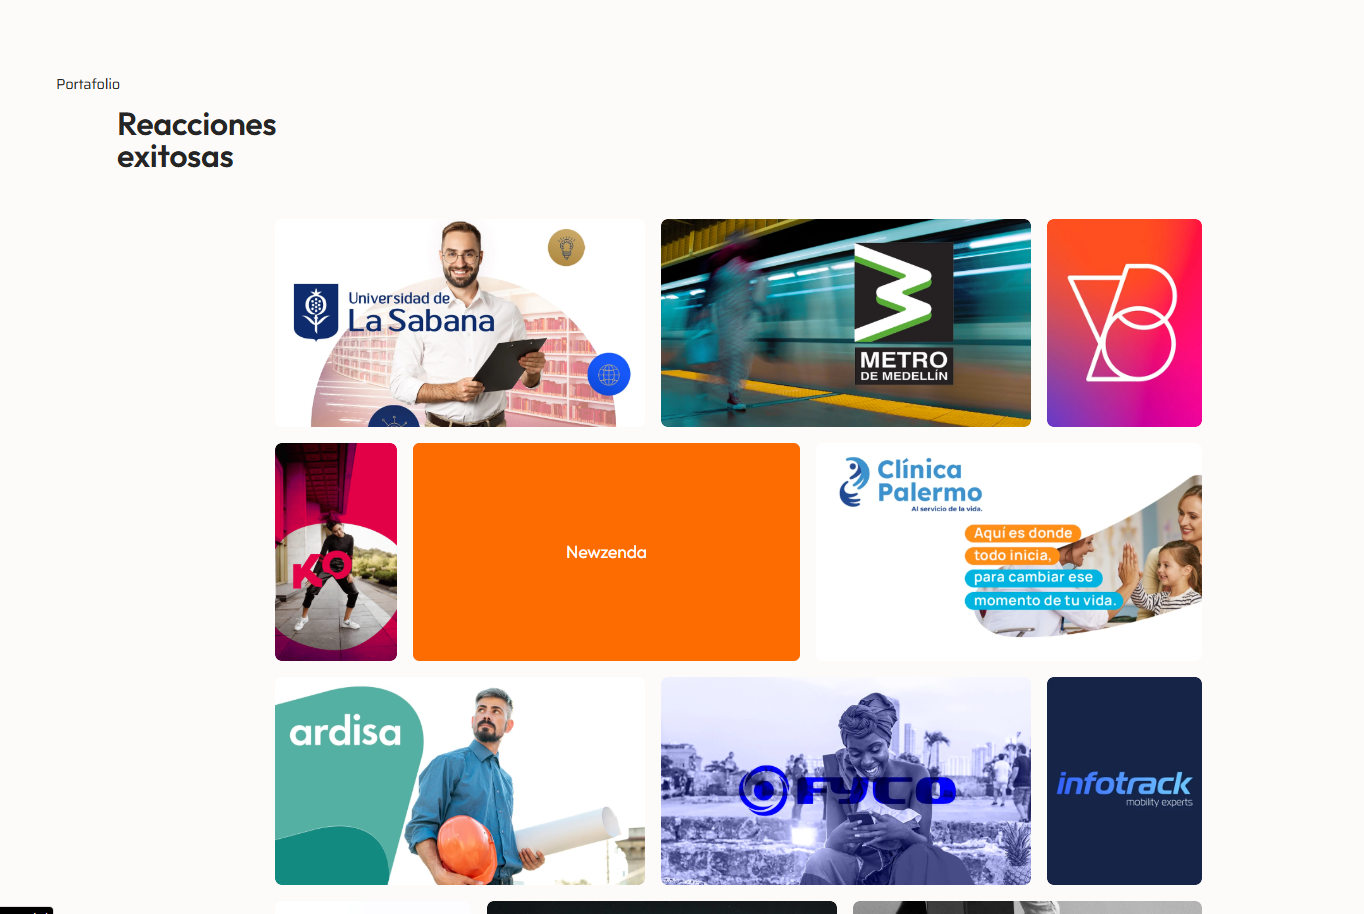 Portafolio
Reacciones
exitosas
Universidad de
La Sabana
METRO
DE MEDELLÍN
KO
Newzenda
Clínica
Palermo
Al servicio de la vida.
Aquí es donde
todo inicia,
para cambiar ese
momento de tu vida.
ardisa
FYCO
infotrack
mobility experts